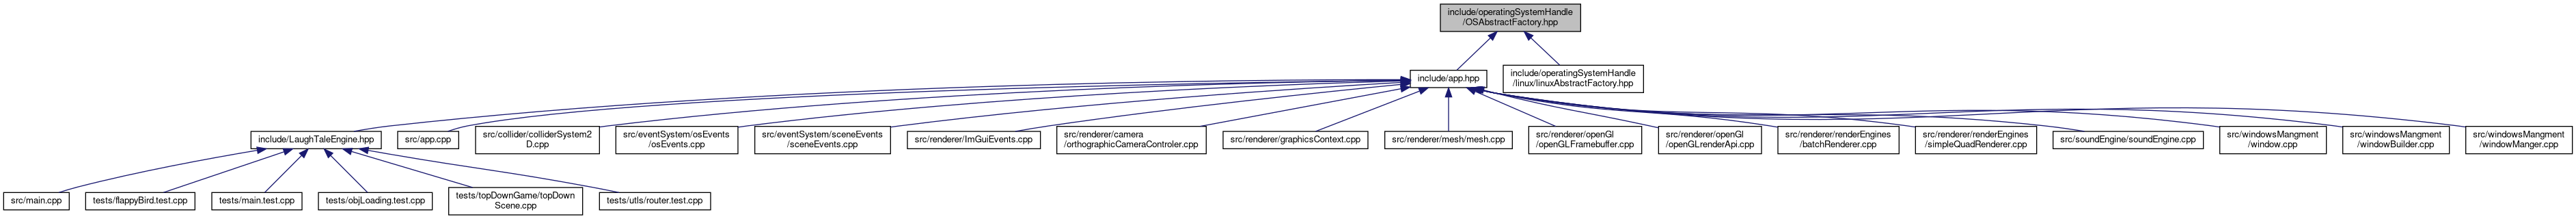 include/operatingSystemHandle
/OSAbstractFactory.hpp
include/app.hpp
include/operatingSystemHandle
/linux/linuxAbstractFactory.hpp
include/LaughTaleEngine.hpp
src/app.cpp
src/collider/colliderSystem2
D.cpp
src/eventSystem/osEvents
/osEvents.cpp
src/eventSystem/sceneEvents
/sceneEvents.cpp
src/renderer/ImGuiEvents.cpp
src/renderer/camera
/orthographicCameraControler.cpp
src/renderer/graphicsContext.cpp
src/renderer/mesh/mesh.cpp
src/renderer/openGl
/openGLFramebuffer.cpp
src/renderer/openGl
/openGLrenderApi.cpp
src/renderer/renderEngines
/batchRenderer.cpp
src/renderer/renderEngines
/simpleQuadRenderer.cpp
src/soundEngine/soundEngine.cpp
src/windowsMangment
/window.cpp
src/windowsMangment
/windowBuilder.cpp
src/windowsMangment
/windowManger.cpp
src/main.cpp
tests/flappyBird.test.cpp
tests/main.test.cpp
tests/objLoading.test.cpp
tests/topDownGame/topDown
Scene.cpp
tests/utls/router.test.cpp